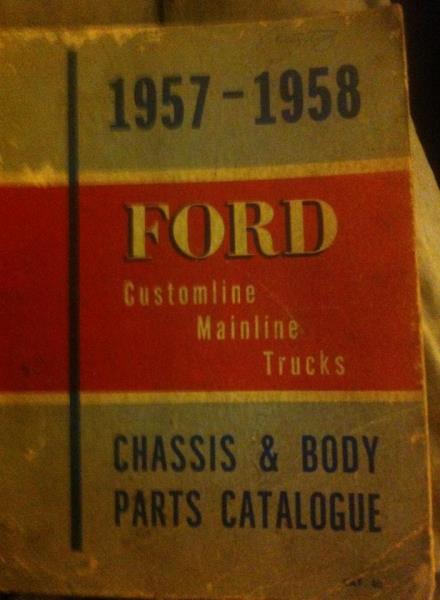 1957-1958
FORD
Customline
Mainline
Trucks
CHASSIS & BODY
PARTS CATALOGUE